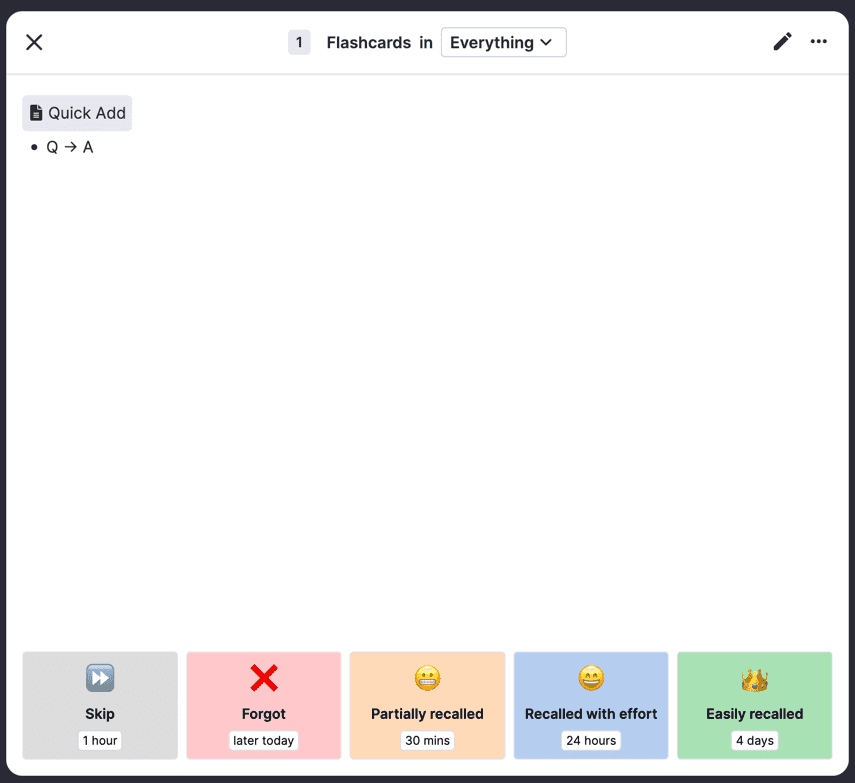 1 Flashcards in Everything
Quick Add
Q → A
Skip
1 hour
Forgot
later today
Partially recalled
30 mins
Recalled with effort
24 hours
Easily recalled
4 days